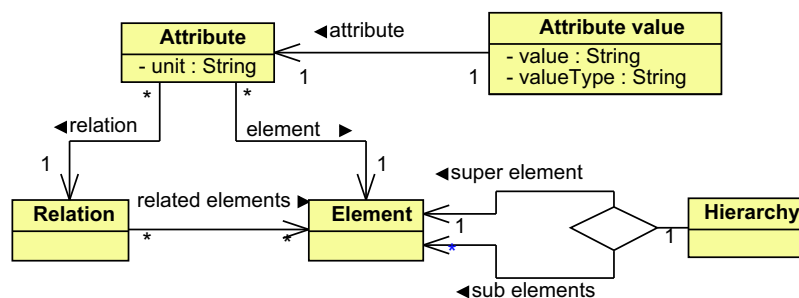 Attribute
- unit : String
◄attribute
1
1
Attribute value
- value : String
- valueType : String
*
*
◄relation
element ►
1
1
related elements ►
Relation
*
*
Element
◄super element
1
*
◄sub elements
1
Hierarchy